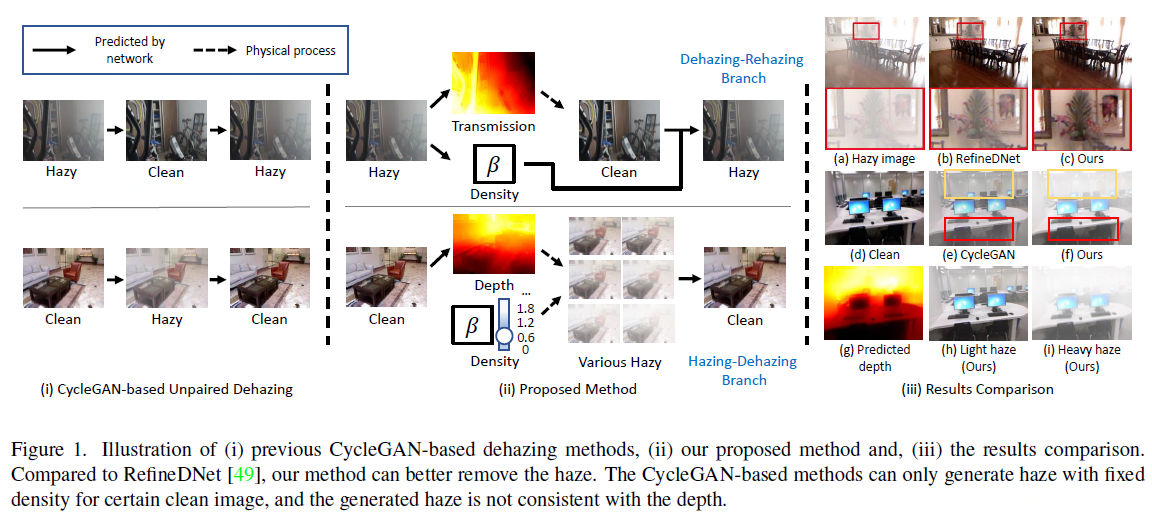 Predicted by
network
Physical process
Hazy
Clean
Hazy
Clean
Hazy
Clean
(i) CycleGAN-based Unpaired Dehazing
Dehazing-Rehazing
Branch
Transmission
Hazy
β
Density
Clean
Hazy
Depth
Clean
β
...
1.8
1.2
0.6
0
Density
Various Hazy
Clean
Hazing-Dehazing
Branch
(ii) Proposed Method
(a) Hazy image
(b) RefineDNet
(c) Ours
(d) Clean
(e) CycleGAN
(f) Ours
(g) Predicted
depth
(h) Light haze
(Ours)
(i) Heavy haze
(Ours)
(iii) Results Comparison
Figure 1. Illustration of (i) previous CycleGAN-based dehazing methods, (ii) our proposed method and, (iii) the results comparison.
Compared to RefineDNet [49], our method can better remove the haze. The CycleGAN-based methods can only generate haze with fixed
density for certain clean image, and the generated haze is not consistent with the depth.